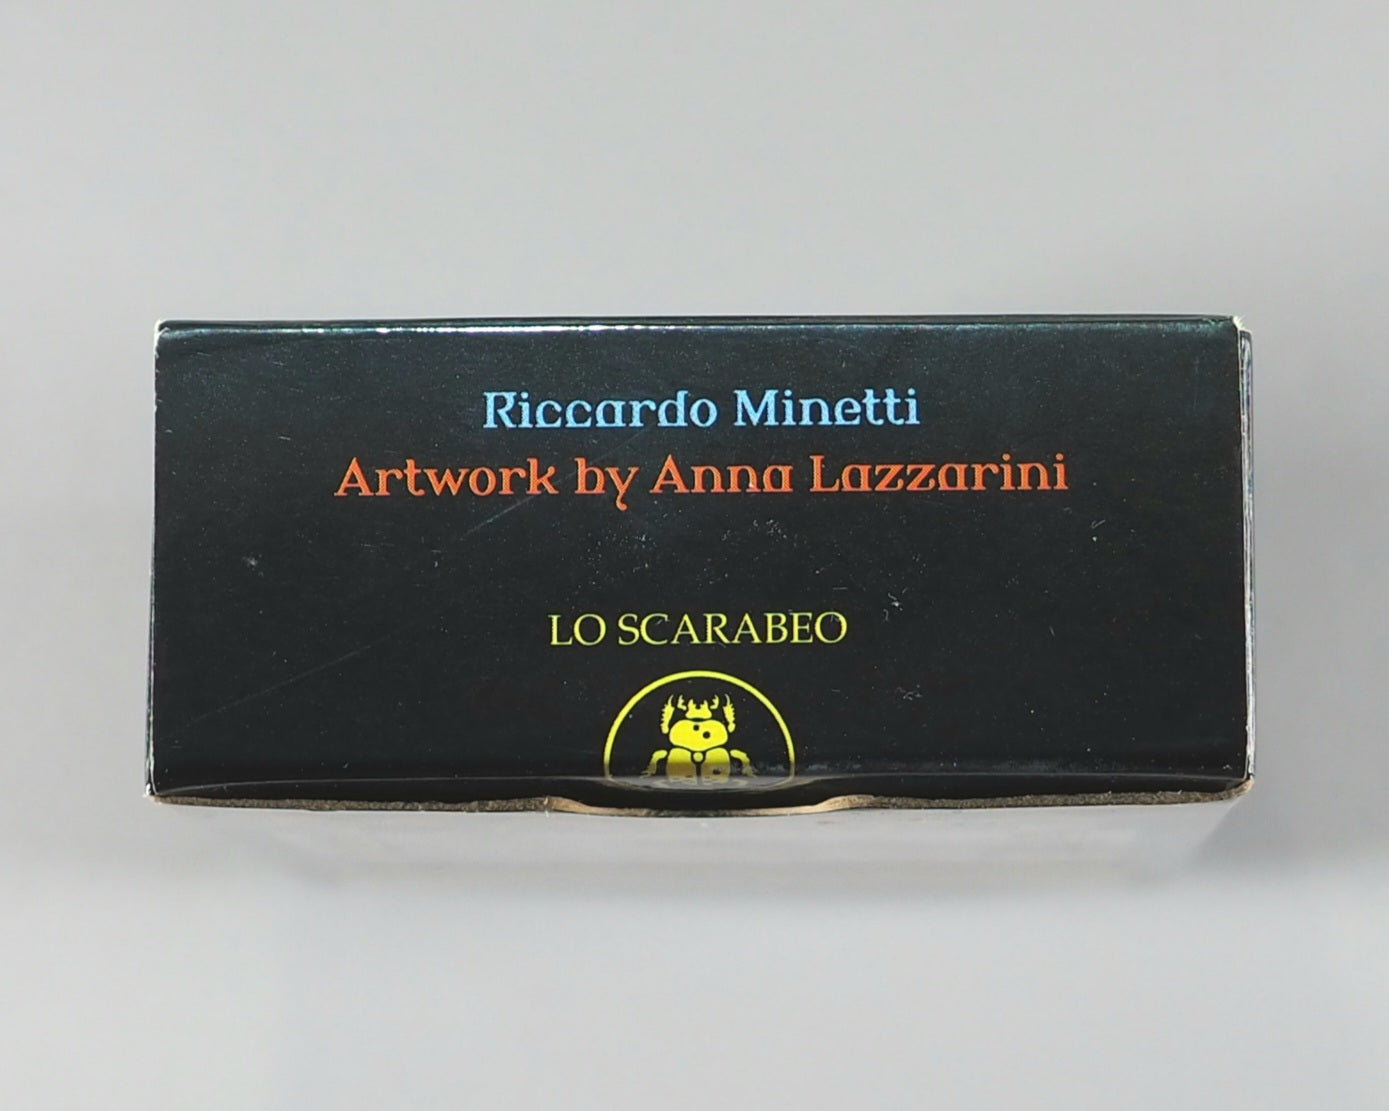 Riccardo Minetti
Artwork by Anna Lazzarini
LO SCARABEO